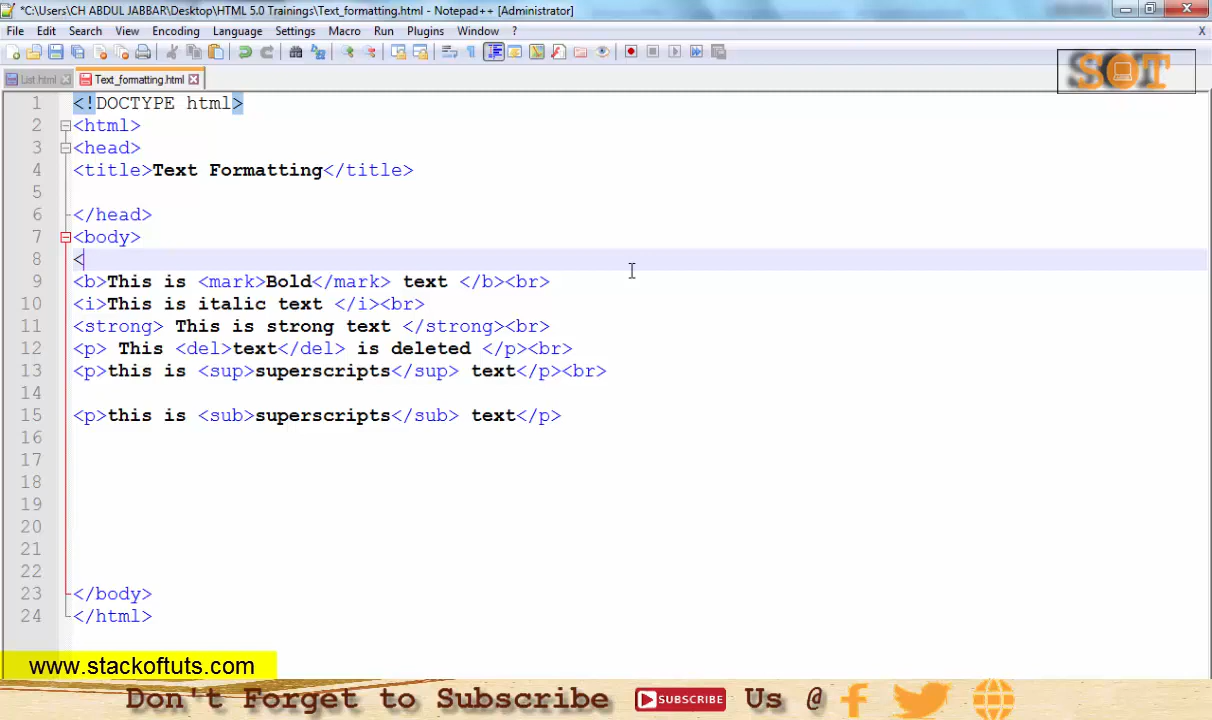 *C:\Users\CH ABDUL JABBAR\Desktop\HTML 5.0 Trainings\Text_formatting.html - Notepad++ [Administrator]
File Edit Search View Encoding Language Settings Macro Run Plugins Window ? X
List.html Text_formatting.html
SOT
1 <!DOCTYPE html>
2 <html>
3 <head>
4 <title>Text Formatting</title>
5
6 </head>
7 <body>
8 <
9 <b>This is <mark>Bold</mark> text </b><br>
10 <i>This is italic text </i><br>
11 <strong> This is strong text </strong><br>
12 <p> This <del>text</del> is deleted </p><br>
13 <p>this is <sup>superscripts</sup> text</p><br>
14
15 <p>this is <sub>superscripts</sub> text</p>
16
17
18
19
20
21
22
23 </body>
24 </html>
www.stackoftuts.com
Don't Forget to Subscribe SUBSCRIBE Us @